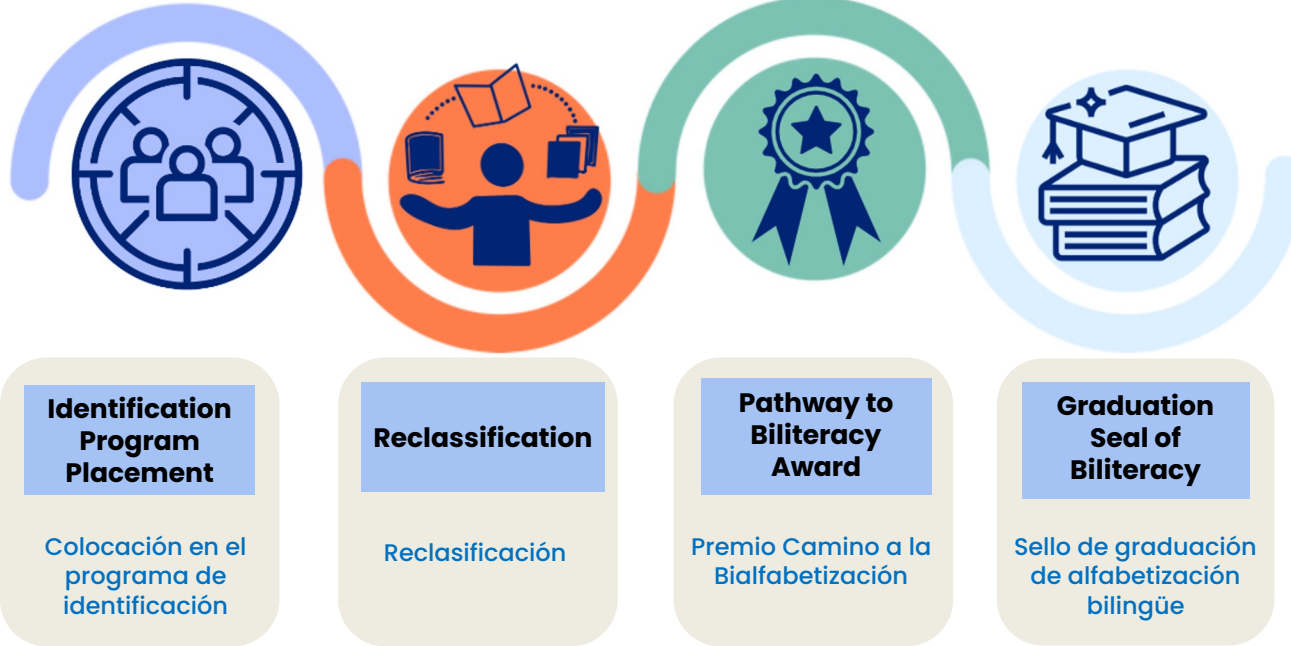 Identification
Program
Placement
Colocación en el
programa de
identificación
Reclassification
Reclasificación
Pathway to
Biliteracy
Award
Premio Camino a la
Bialfabetización
Graduation
Seal of
Biliteracy
Sello de graduación
de alfabetización
bilingüe